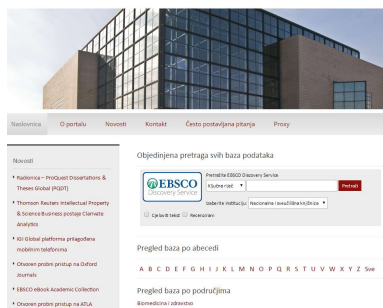 Naslovnica
O portalu
Novosti
Kontakt
Često postavljana pitanja
Proxy
Novosti
Radionica – ProQuest Dissertations &
Theses Global (PQDT)
Thomson Reuters Intellectual Property
& Science Business postaje Clarivate
Analytics
IGI Global platforma prilagođena
mobilnim telefonima
Otvoren probni pristup na Oxford
Journals
EBSCO eBook Academic Collection
Otvoren probni pristup na ATLA
Objedinjena pretraga svih baza podataka
EBSCO
Discovery Service
Pretražite EBSCO Discovery Service
Ključna riječ
Pretraži
Izaberite instituciju: Nacionalna i sveučilišna knjižnica
Cjeloviti tekst
Recenzirani
Pregled baza po abecedi
A B C D E F G H I J K L M N O P Q R S T U V W X Y Z Sve
Pregled baza po područjima
Biomedicina i zdravstvo